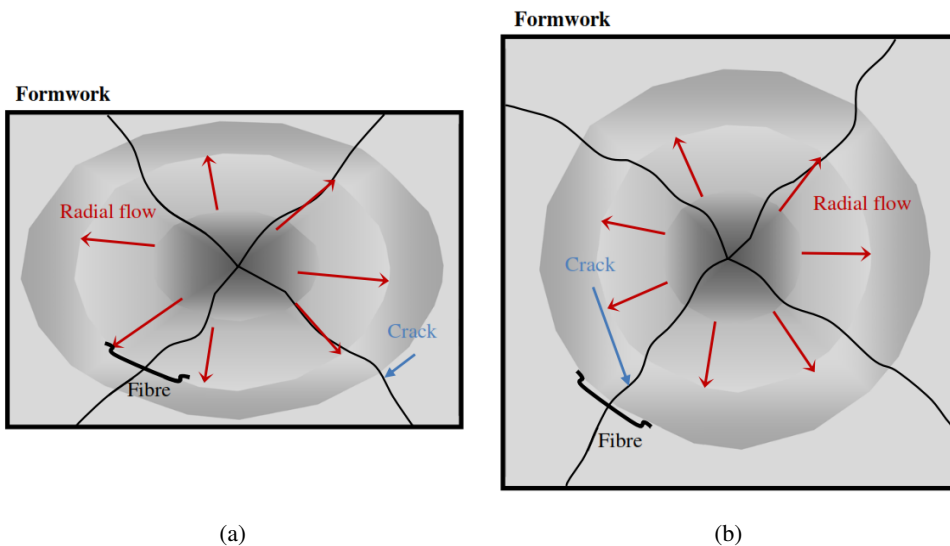 Formwork
Radial flow
Crack
Fibre
(a)
Formwork
Radial flow
Crack
Fibre
(b)